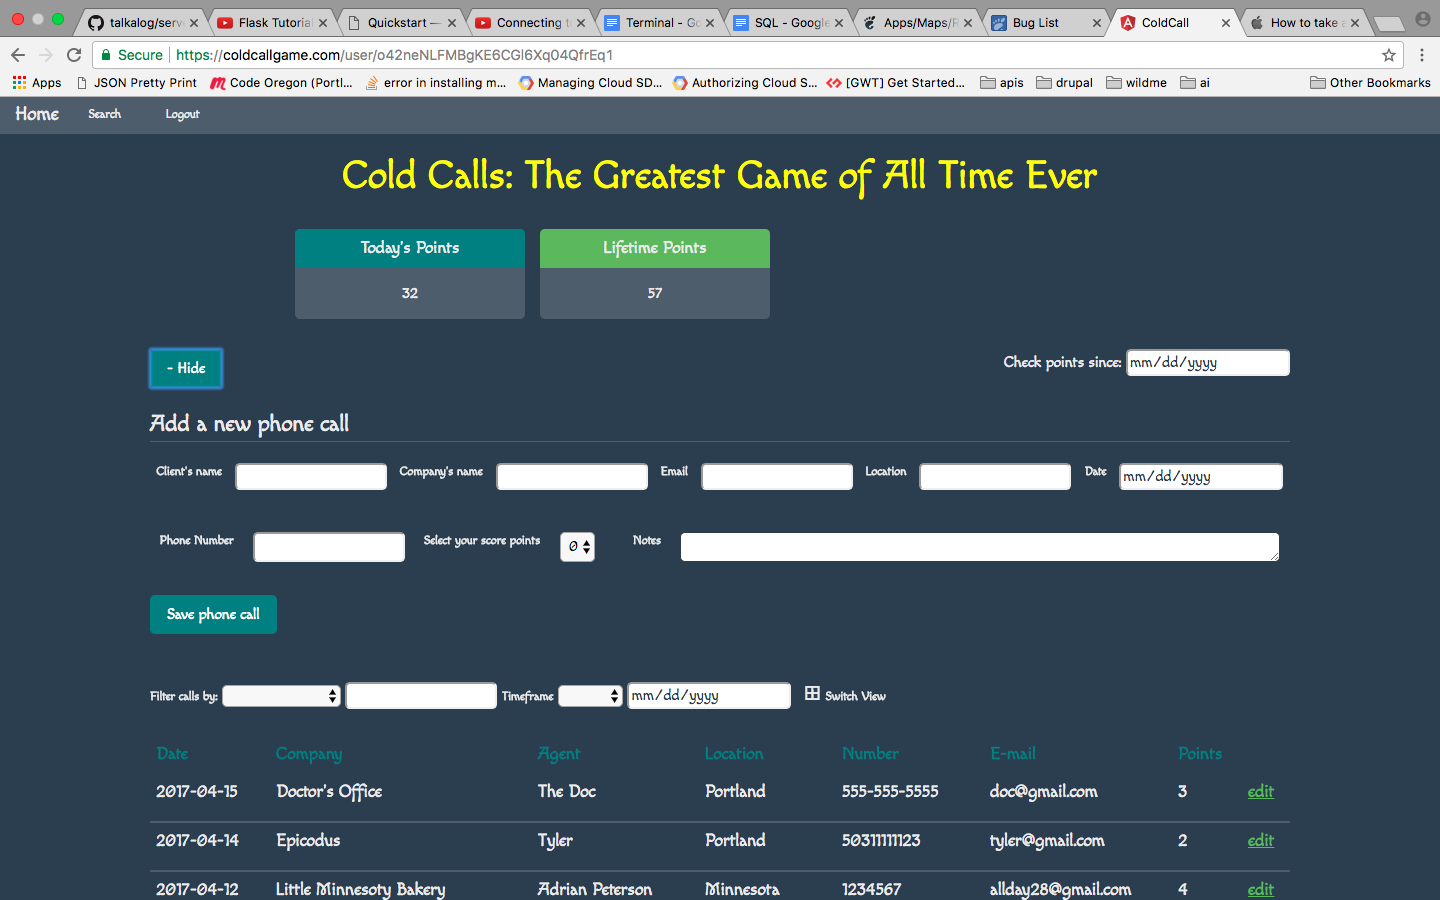 talkalog/serve
Flask Tutorial
Quickstart —
Connecting to
Terminal - Go
SQL - Google
Apps/Maps/R
Bug List
ColdCall
How to take a
Secure https://coldcallgame.com/user/o42neNLFMBgKE6CGl6Xq04QfrEq1
Apps JSON Pretty Print Code Oregon (Portl... error in installing m... Managing Cloud SD... Authorizing Cloud S... [GWT] Get Started... apis drupal wildme ai Other Bookmarks
Home Search Logout
Cold Calls: The Greatest Game of All Time Ever
Today's Points Lifetime Points
32 57
- Hide Check points since: mm/dd/yyyy
Add a new phone call
Client's name Company's name Email Location Date mm/dd/yyyy
Phone Number Select your score points 0 Notes
Save phone call
Filter calls by: Timeframe mm/dd/yyyy Switch View
Date Company Agent Location Number E-mail Points
2017-04-15 Doctor's Office The Doc Portland 555-555-5555 doc@gmail.com 3 edit
2017-04-14 Epicodus Tyler Portland 50311111123 tyler@gmail.com 2 edit
2017-04-12 Little Minnesoty Bakery Adrian Peterson Minnesota 1234567 allday28@gmail.com 4 edit